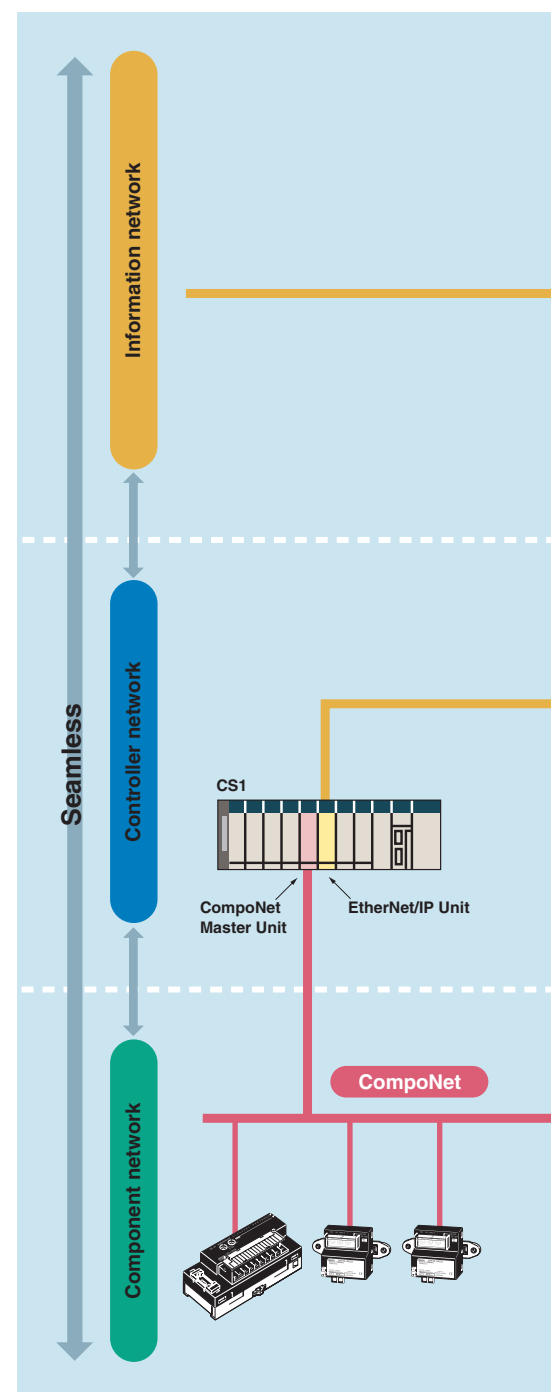 Information network
Seamless
Controller network
CS1
CompoNet
Master Unit
EtherNet/IP Unit
CompoNet
Component network